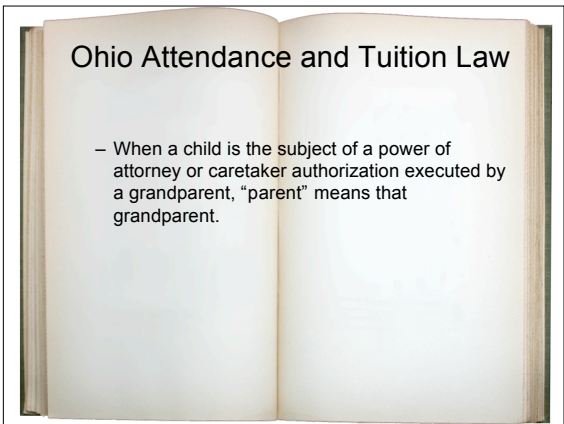 Ohio Attendance and Tuition Law
– When a child is the subject of a power of
attorney or caretaker authorization executed by
a grandparent, “parent” means that
grandparent.